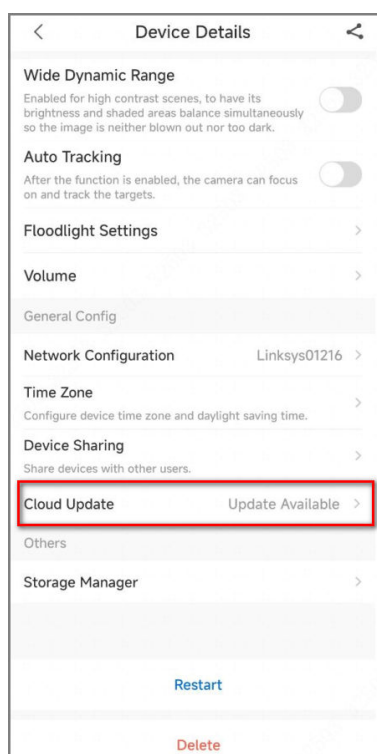 Device Details
Wide Dynamic Range
Enabled for high contrast scenes, to have its
brightness and shaded areas balance simultaneously
so the image is neither blown out nor too dark.
Auto Tracking
After the function is enabled, the camera can focus
on and track the targets.
Floodlight Settings
Volume
General Config
Network Configuration Linksys01216
Time Zone
Configure device time zone and daylight saving time.
Device Sharing
Share devices with other users.
Cloud Update Update Available
Others
Storage Manager
Restart
Delete